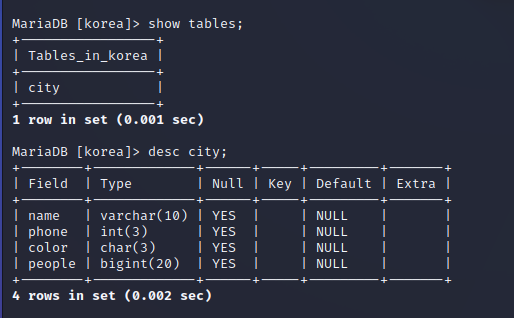 MariaDB [korea]> show tables;
+-----------------+
| Tables_in_korea |
+-----------------+
| city            |
+-----------------+
1 row in set (0.001 sec)
MariaDB [korea]> desc city;
+--------+-------------+------+-----+---------+-------+
| Field  | Type        | Null | Key | Default | Extra |
+--------+-------------+------+-----+---------+-------+
| name   | varchar(10) | YES  |     | NULL    |       |
| phone  | int(3)      | YES  |     | NULL    |       |
| color  | char(3)     | YES  |     | NULL    |       |
| people | bigint(20)  | YES  |     | NULL    |       |
+--------+-------------+------+-----+---------+-------+
4 rows in set (0.002 sec)